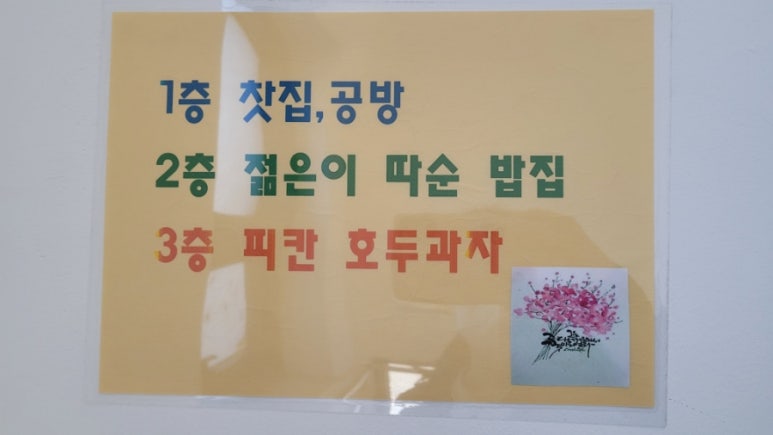 1층 찻집,공방
2층 젊은이 따순 밥집
3층 피칸 호두과자